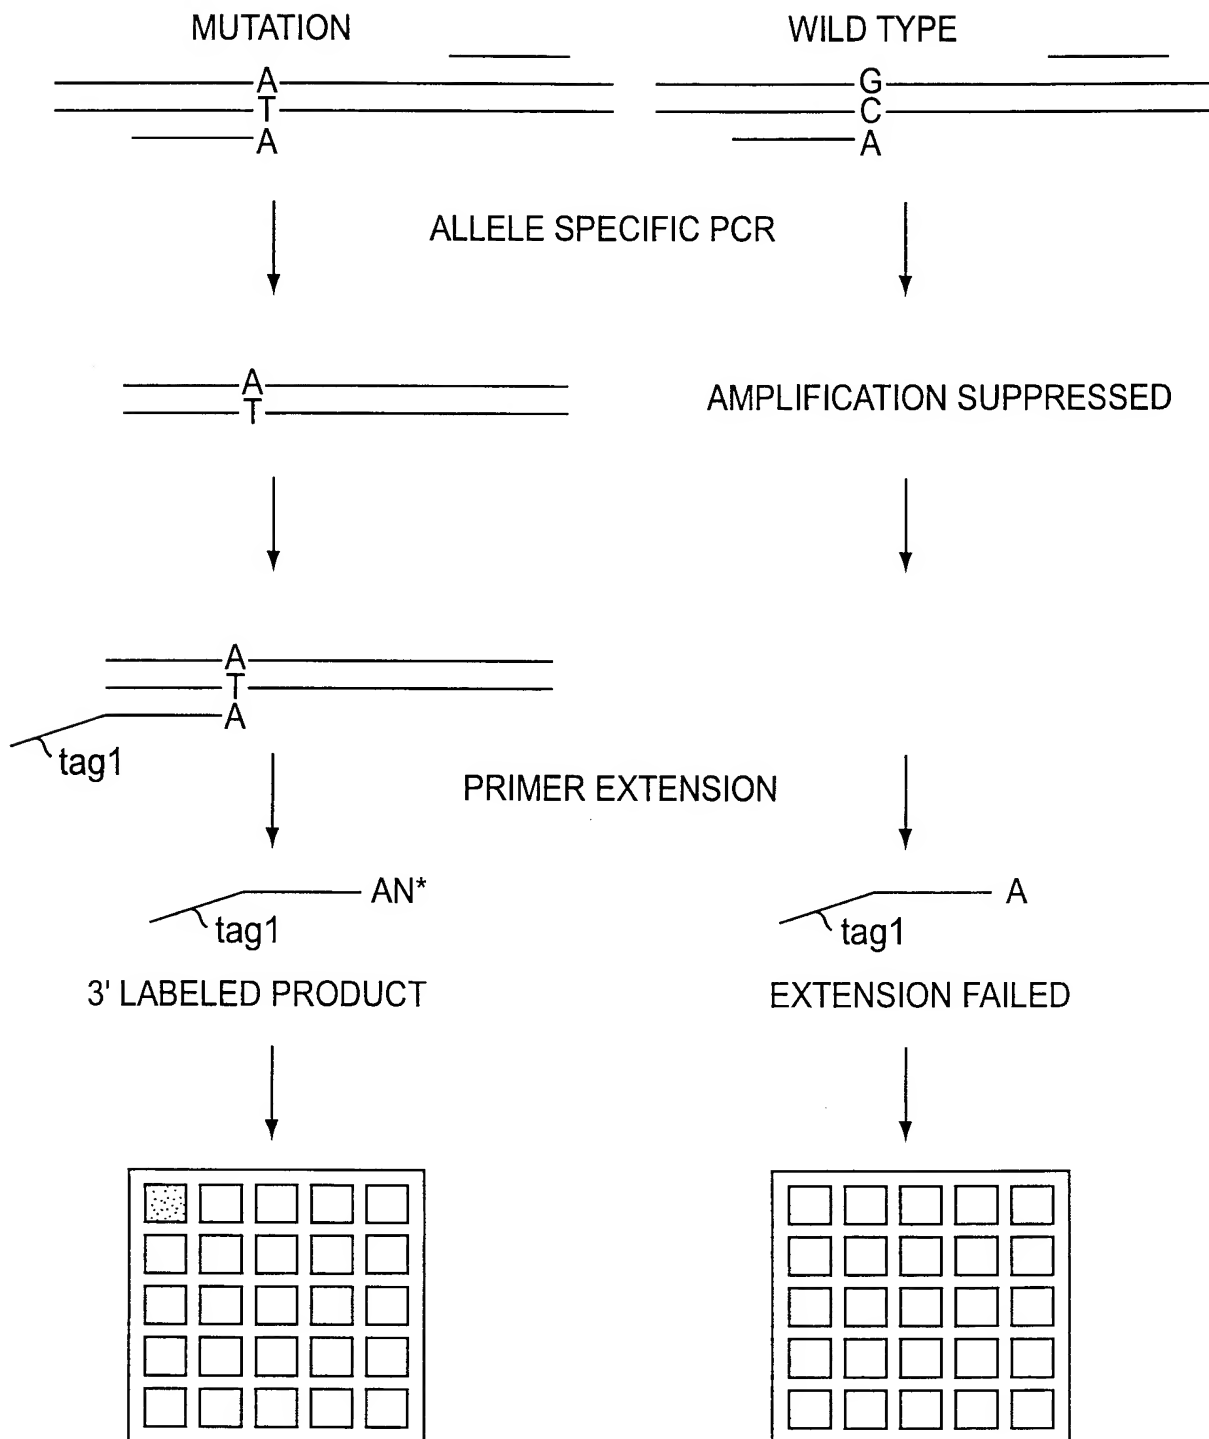 MUTATION
WILD TYPE
A
T
A
G
C
A
ALLELE SPECIFIC PCR
A
T
AMPLIFICATION SUPPRESSED
A
T
A
tag1
PRIMER EXTENSION
AN*
tag1
A
tag1
3' LABELED PRODUCT
EXTENSION FAILED